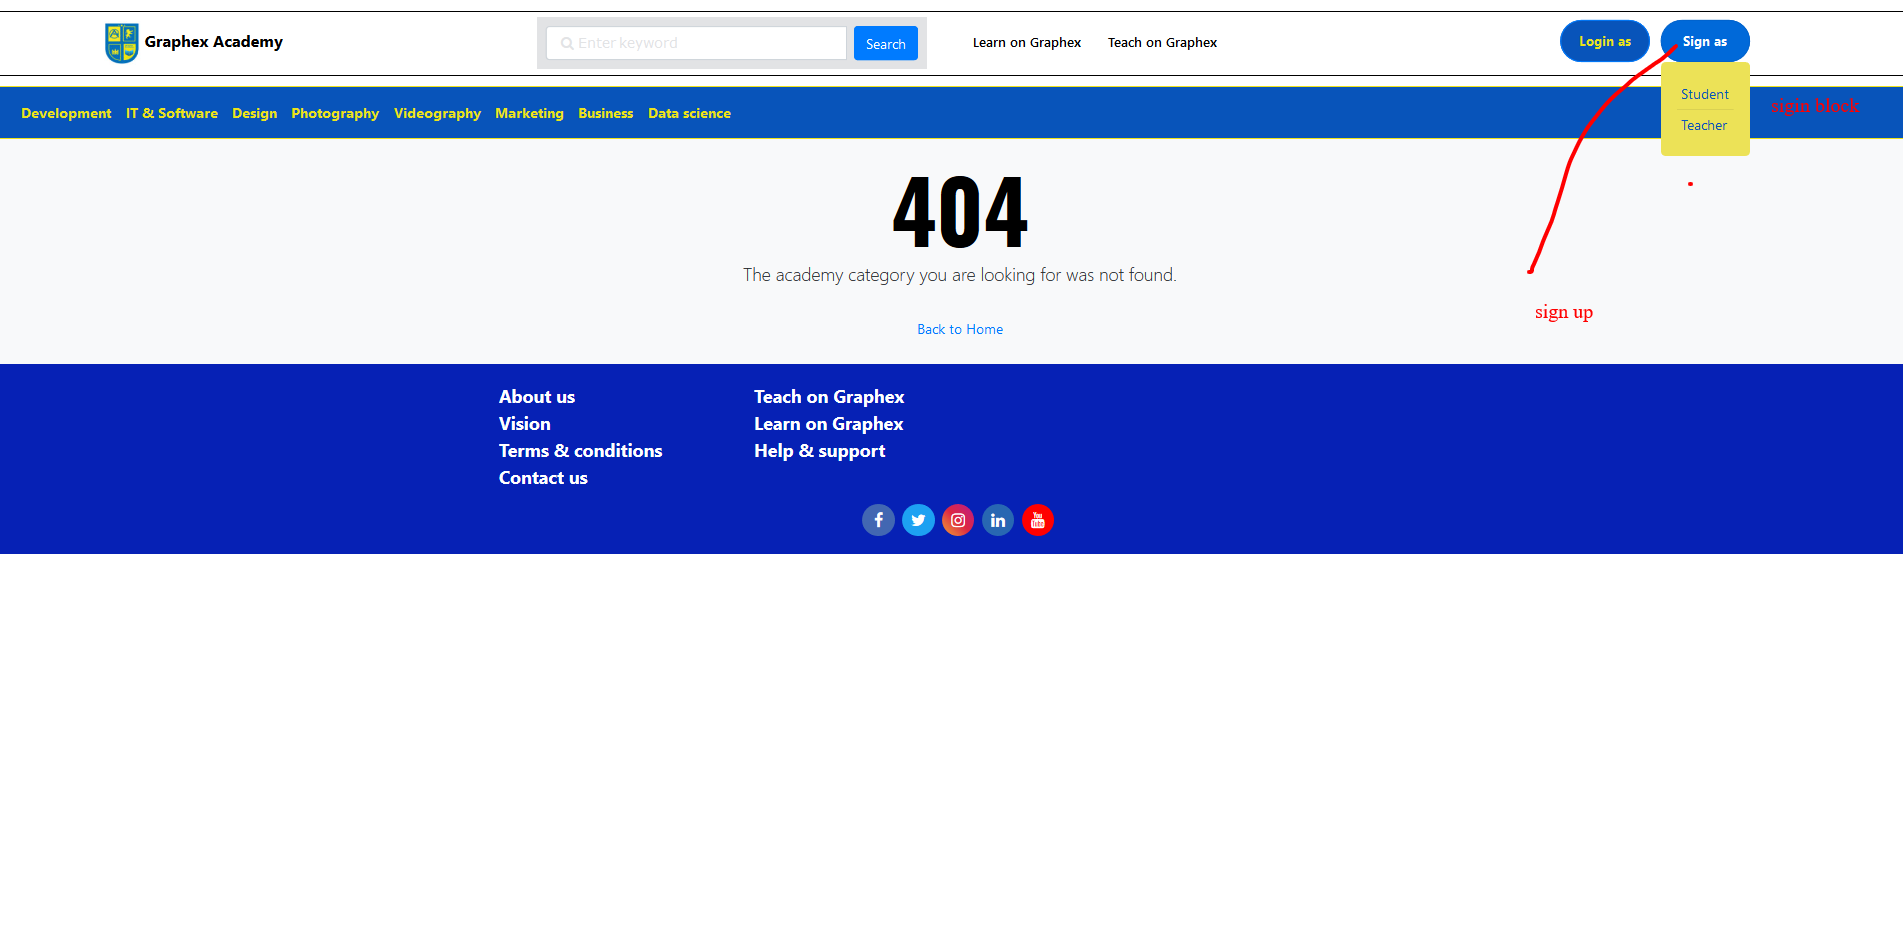 Graphex Academy
Enter keyword
Search
Learn on Graphex
Teach on Graphex
Login as
Sign as
Student
Teacher
sigin block
Development IT & Software Design Photography Videography Marketing Business Data science
404
The academy category you are looking for was not found.
sign up
Back to Home
About us
Vision
Terms & conditions
Contact us
Teach on Graphex
Learn on Graphex
Help & support
You
Tube